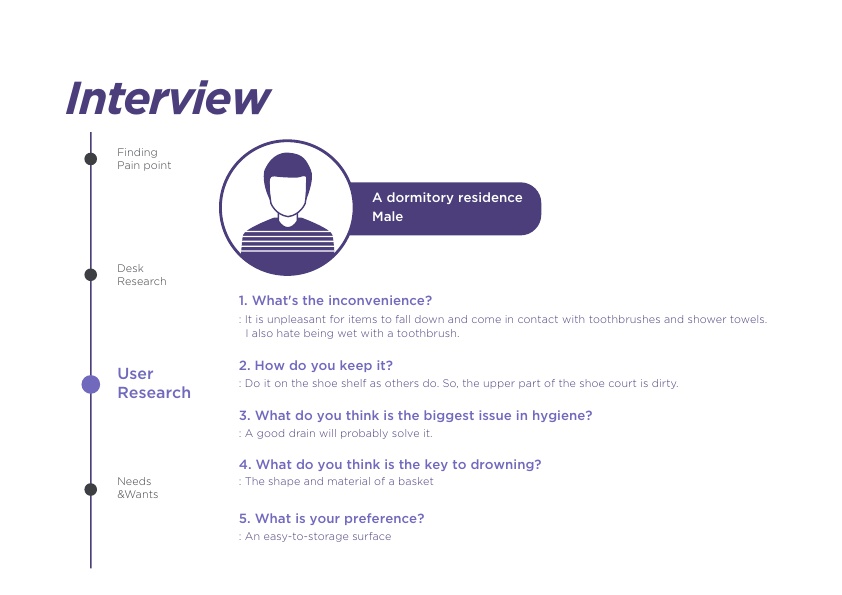 Interview
Finding
Pain point
Desk
Research
User
Research
Needs
&Wants
A dormitory residence
Male
1. What's the inconvenience?
: It is unpleasant for items to fall down and come in contact with toothbrushes and shower towels.
I also hate being wet with a toothbrush.
2. How do you keep it?
: Do it on the shoe shelf as others do. So, the upper part of the shoe court is dirty.
3. What do you think is the biggest issue in hygiene?
: A good drain will probably solve it.
4. What do you think is the key to drowning?
: The shape and material of a basket
5. What is your preference?
: An easy-to-storage surface